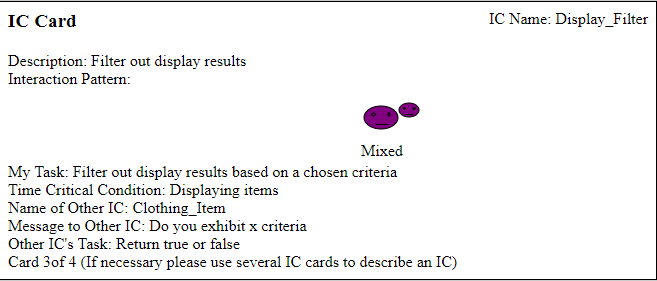 IC Card
IC Name: Display_Filter
Description: Filter out display results
Interaction Pattern:
Mixed
My Task: Filter out display results based on a chosen criteria
Time Critical Condition: Displaying items
Name of Other IC: Clothing_Item
Message to Other IC: Do you exhibit x criteria
Other IC's Task: Return true or false
Card 3of 4 (If necessary please use several IC cards to describe an IC)